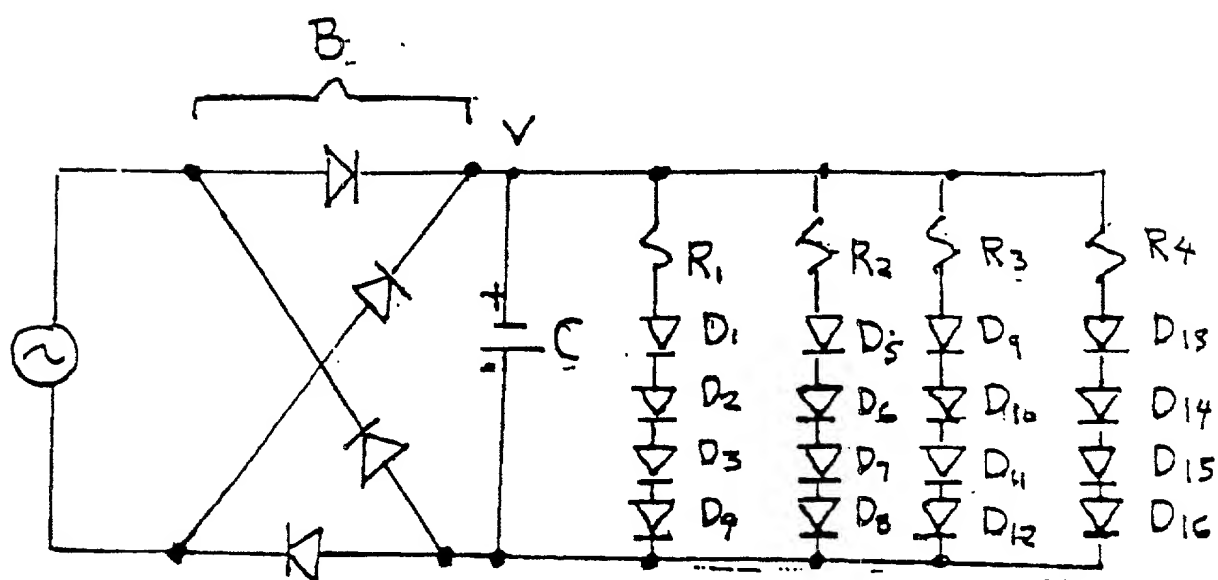 B
V
R1 R2 R3 R4
+
C
-
D1 D5 D9 D13
D2 D6 D10 D14
D3 D7 D11 D15
D9 D8 D12 D16